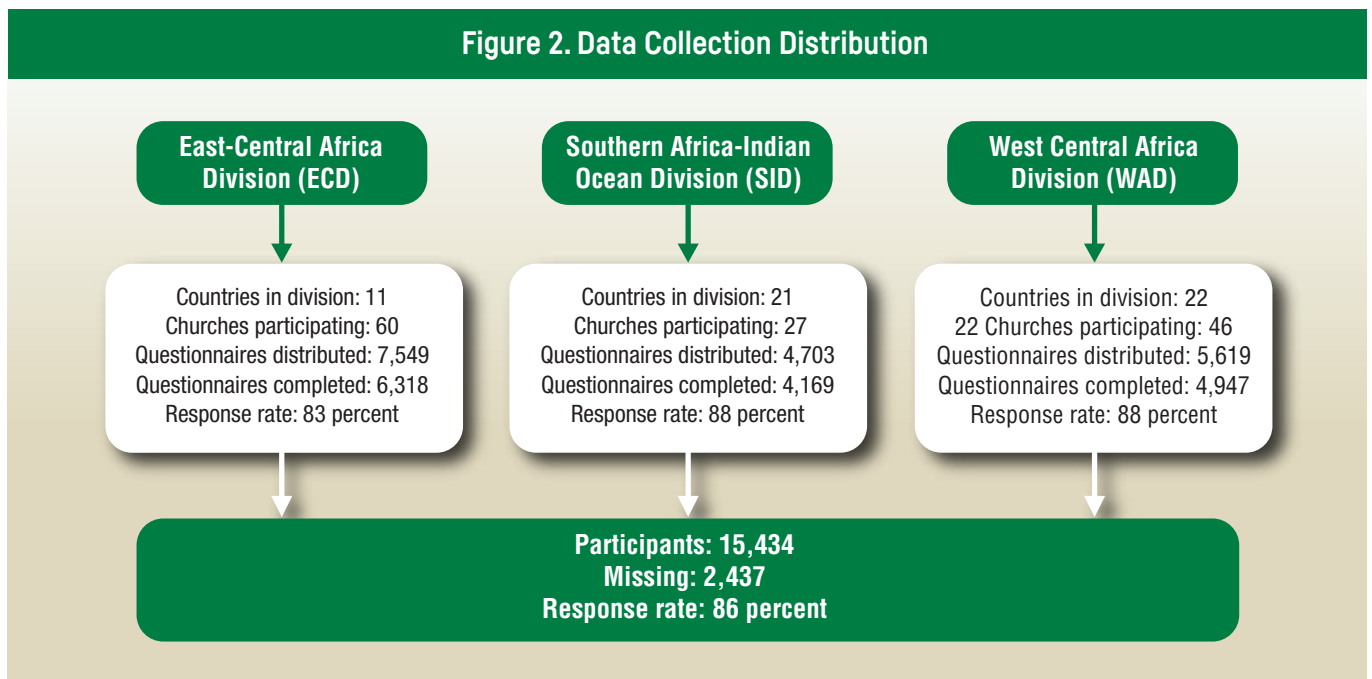 Figure 2. Data Collection Distribution
East-Central Africa
Division (ECD)
Southern Africa-Indian
Ocean Division (SID)
West Central Africa
Division (WAD)
Countries in division: 11
Churches participating: 60
Questionnaires distributed: 7,549
Questionnaires completed: 6,318
Response rate: 83 percent
Countries in division: 21
Churches participating: 27
Questionnaires distributed: 4,703
Questionnaires completed: 4,169
Response rate: 88 percent
Countries in division: 22
22 Churches participating: 46
Questionnaires distributed: 5,619
Questionnaires completed: 4,947
Response rate: 88 percent
Participants: 15,434
Missing: 2,437
Response rate: 86 percent